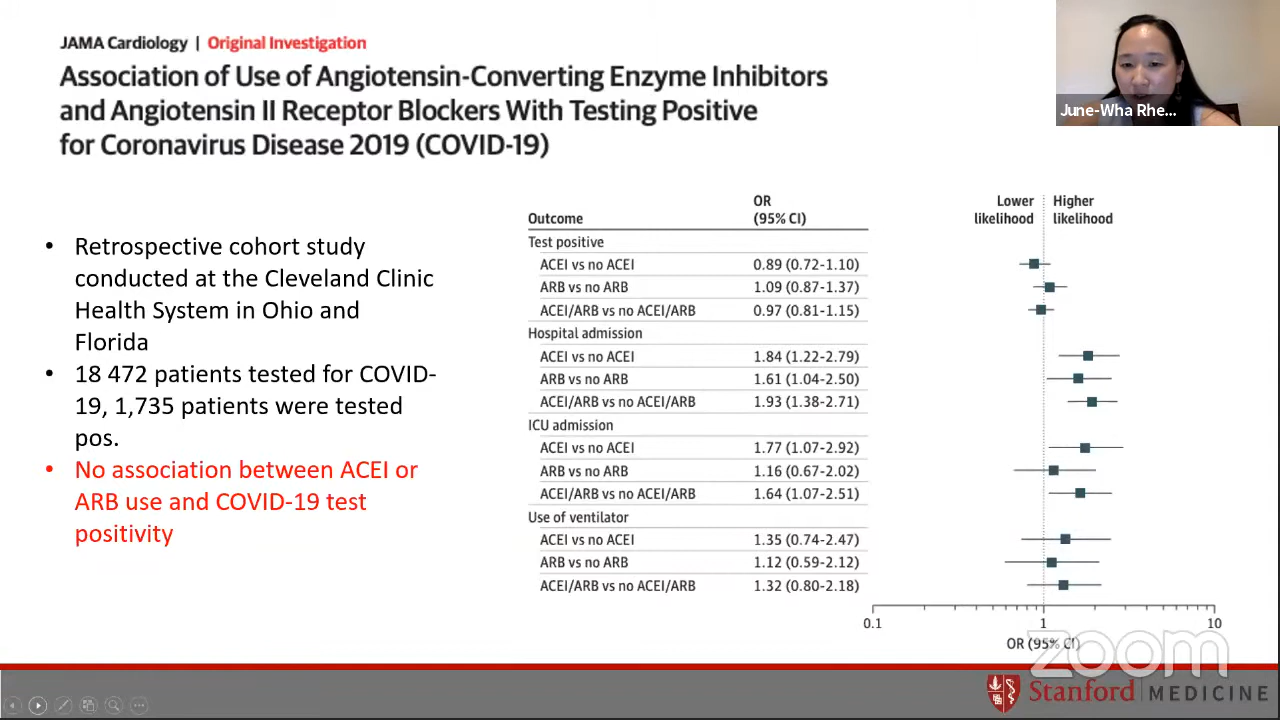 JAMA Cardiology | Original Investigation
Association of Use of Angiotensin-Converting Enzyme Inhibitors
and Angiotensin II Receptor Blockers With Testing Positive
for Coronavirus Disease 2019 (COVID-19)
June-Wha Rhe...
• Retrospective cohort study
conducted at the Cleveland Clinic
Health System in Ohio and
Florida
• 18 472 patients tested for COVID-
19, 1,735 patients were tested
pos.
• No association between ACEI or
ARB use and COVID-19 test
positivity
Outcome OR (95% CI) Lower likelihood Higher likelihood
Test positive
ACEI vs no ACEI 0.89 (0.72-1.10)
ARB vs no ARB 1.09 (0.87-1.37)
ACEI/ARB vs no ACEI/ARB 0.97 (0.81-1.15)
Hospital admission
ACEI vs no ACEI 1.84 (1.22-2.79)
ARB vs no ARB 1.61 (1.04-2.50)
ACEI/ARB vs no ACEI/ARB 1.93 (1.38-2.71)
ICU admission
ACEI vs no ACEI 1.77 (1.07-2.92)
ARB vs no ARB 1.16 (0.67-2.02)
ACEI/ARB vs no ACEI/ARB 1.64 (1.07-2.51)
Use of ventilator
ACEI vs no ACEI 1.35 (0.74-2.47)
ARB vs no ARB 1.12 (0.59-2.12)
ACEI/ARB vs no ACEI/ARB 1.32 (0.80-2.18)
0.1 1 10
OR (95% CI)
zoom
Stanford MEDICINE